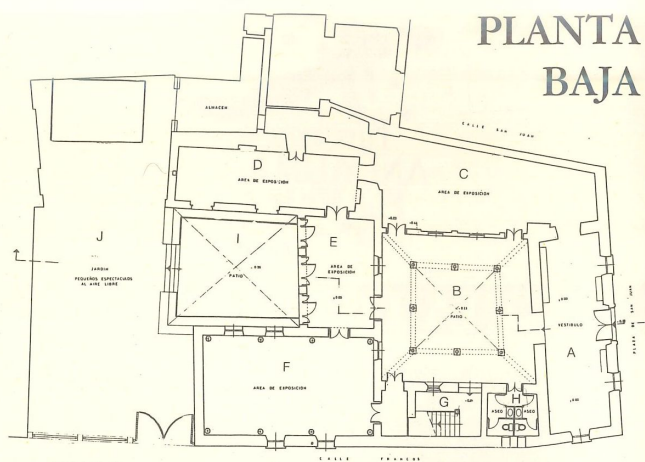 PLANTA
BAJA
CALLE SAN JUAN
ALMACEN
D
AREA DE EXPOSICION
C
AREA DE EXPOSICION
J
JARDIN
PEQUEÑOS ESPECTACULOS
AL AIRE LIBRE
I
PATIO
E
AREA DE
EXPOSICION
B
PATIO
VESTIBULO
A
PLAZA DE SAN JUAN
F
AREA DE EXPOSICION
G
H
ASEO
ASEO
CALLE FRANCOS